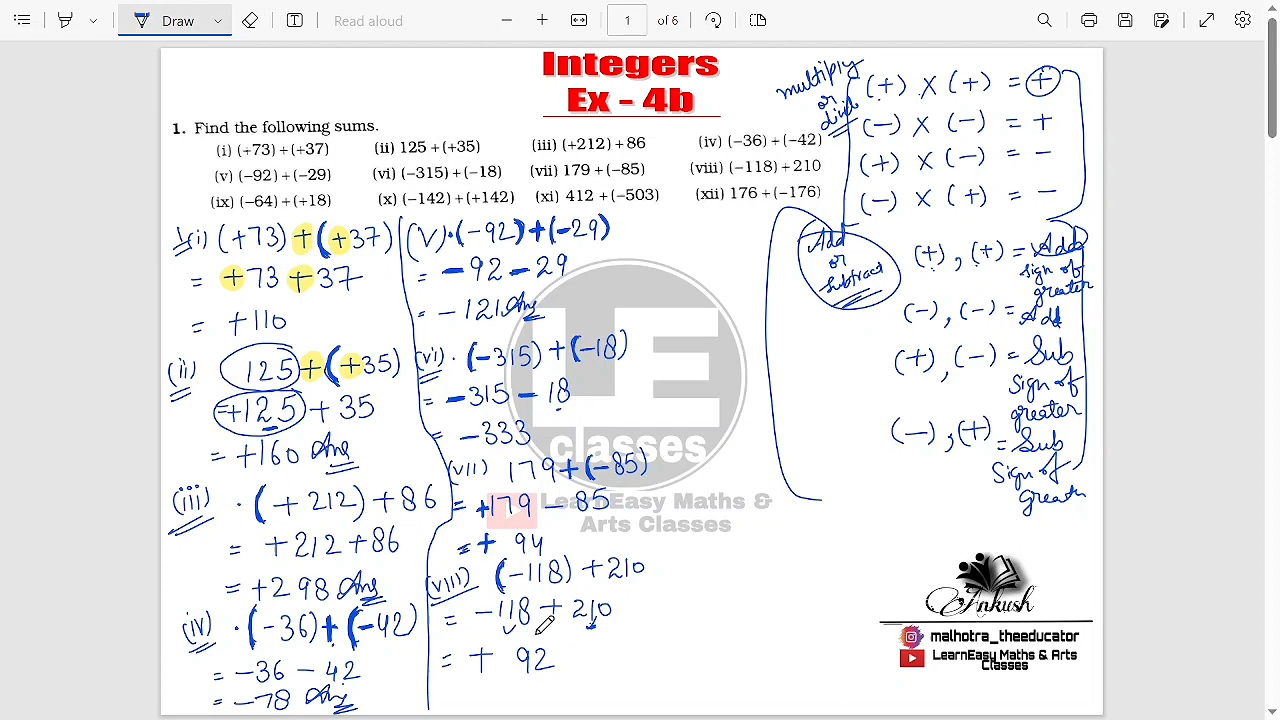 Draw
Read aloud
1
of 6
Integers
Ex - 4b
1. Find the following sums.
(i) (+73) + (+37) (ii) 125 + (+35) (iii) (+212) + 86 (iv) (−36) + (−42)
(v) (−92) + (−29) (vi) (−315) + (−18) (vii) 179 + (−85) (viii) (−118) + 210
(ix) (−64) + (+18) (x) (−142) + (+142) (xi) 412 + (−503) (xii) 176 + (−176)
(i) (+73) + (+37)
= +73 + 37
= +110
(ii) 125 + (+35)
= +125 + 35
= +160 Ans
(iii) (+212) + 86
= +212 + 86
= +298 Ans
(iv) (−36) + (−42)
= −36 − 42
= −78 Ans
(V) (−92) + (−29)
= −92 − 29
= −121 Ans
(vi) (−315) + (−18)
= −315 − 18
= −333
(vii) 179 + (−85)
= +179 − 85
= + 94
(viii) (−118) + 210
= −118 + 210
= + 92
multiply
or
divid
(+) X (+) = +
(−) X (−) = +
(+) X (−) = −
(−) X (+) = −
Add
or
Subtract
(+), (+) = Add
sign of
greater
(−), (−) = Add
(+), (−) = Sub
sign of
greater
(−), (+) = Sub
Sign of
Greater
LE
classes
LearnEasy Maths &
Arts Classes
Ankush
malhotra_theeducator
LearnEasy Maths & Arts
Classes